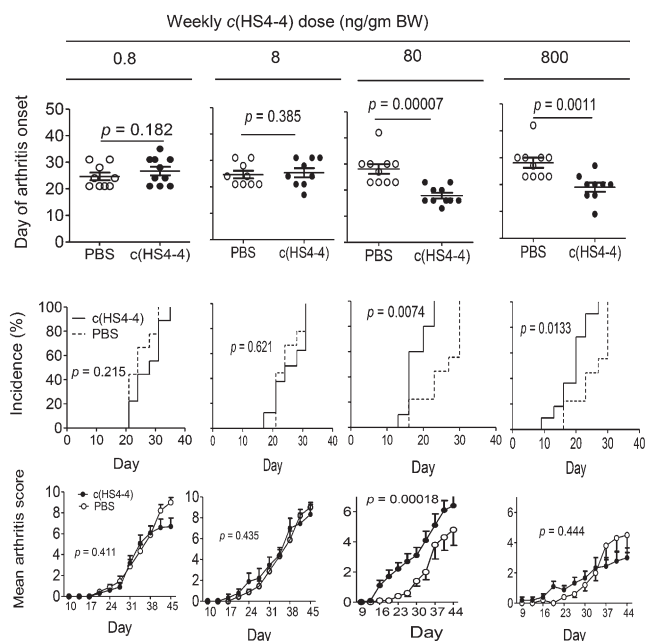 Weekly c(HS4-4) dose (ng/gm BW)
0.8 8 80 800
Day of arthritis onset
50
40
30
20
10
0
p = 0.182
p = 0.385
p = 0.00007
p = 0.0011
PBS c(HS4-4) PBS c(HS4-4) PBS c(HS4-4) PBS c(HS4-4)
Incidence (%)
100
80
60
40
20
0
c(HS4-4)
PBS
p = 0.215
p = 0.621
p = 0.0074
p = 0.0133
0 10 20 30 40 0 10 20 30 40 0 10 20 30 40 0 10 20 30 40
Day Day Day Day
Mean arthritis score
10
8
6
4
2
0
c(HS4-4)
PBS
p = 0.411
10 17 24 31 38 45
Day
10
8
6
4
2
0
p = 0.435
10 17 24 31 38 45
Day
6
4
2
0
p = 0.00018
9 16 23 30 37 44
Day
6
4
2
0
p = 0.444
9 16 23 30 37 44
Day